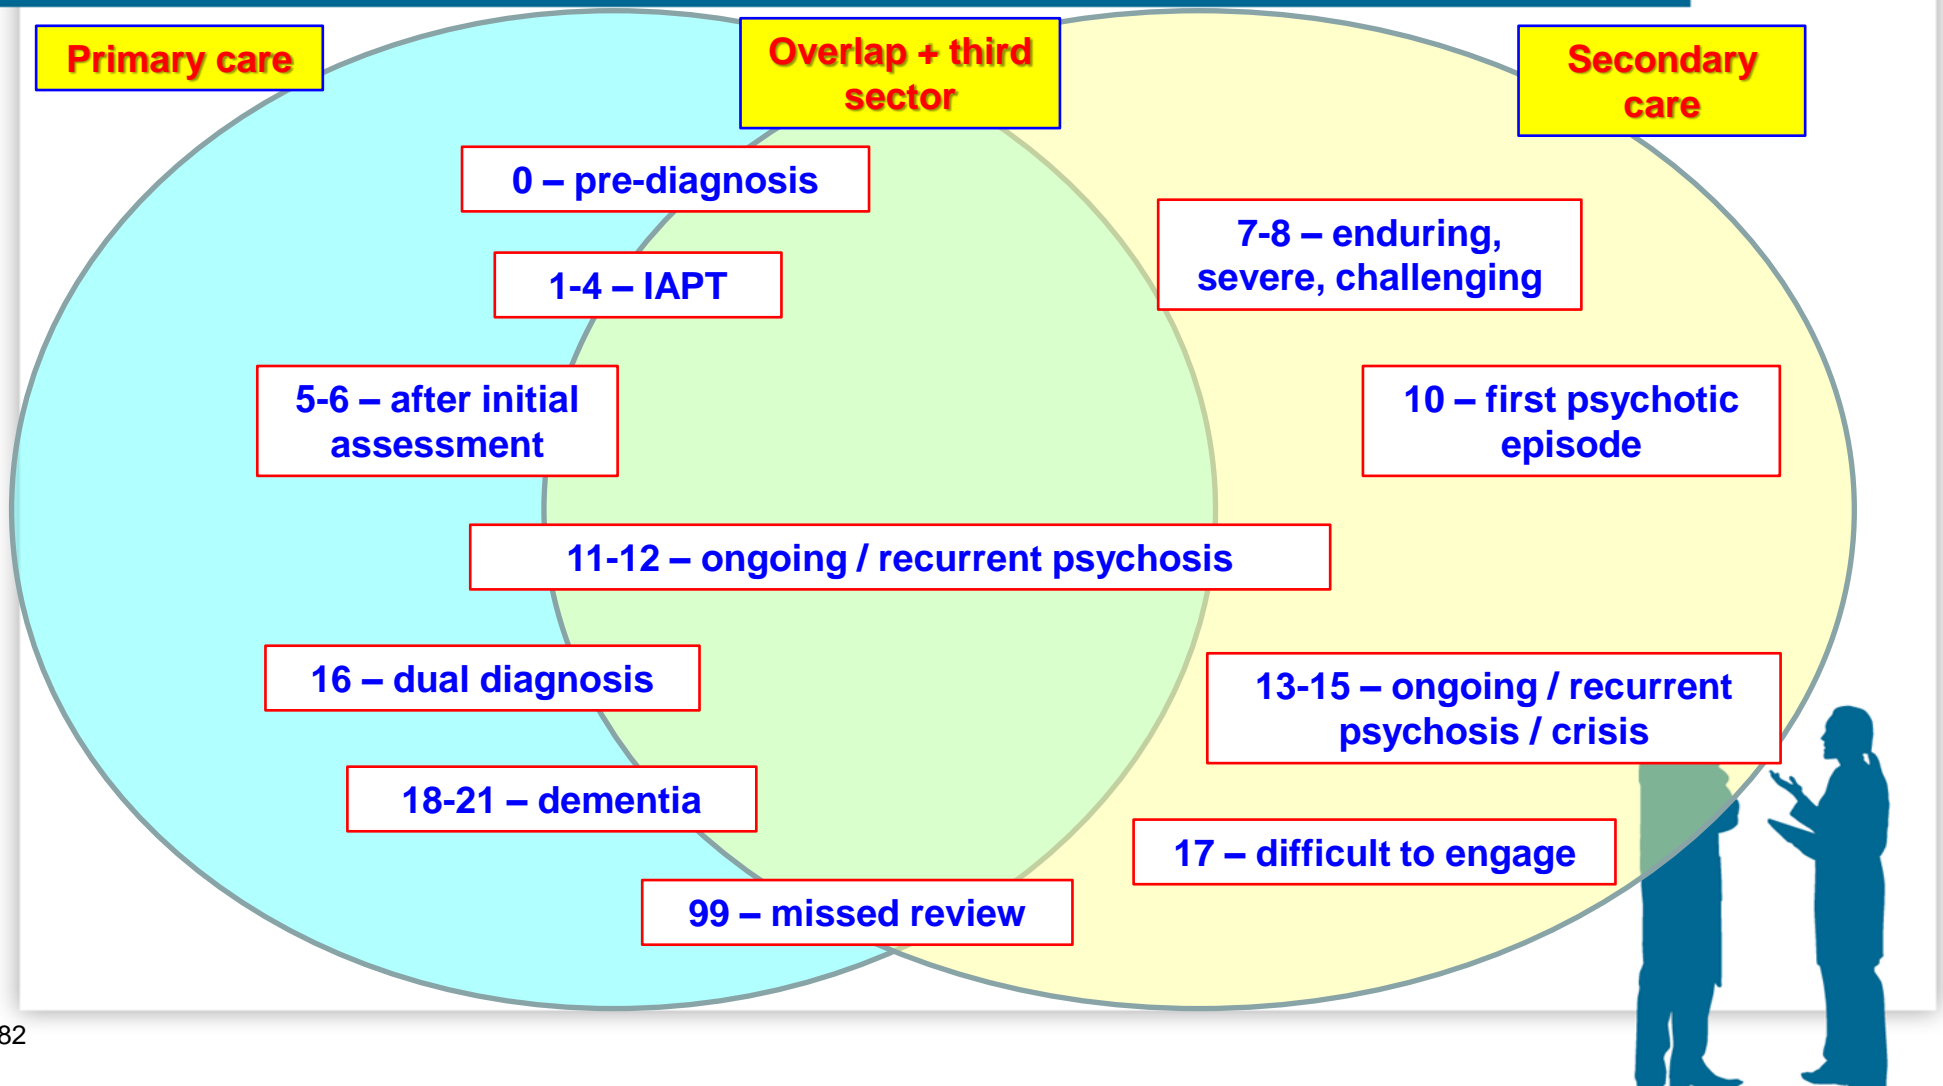 Primary care
Overlap + third
sector
Secondary
care
0 – pre-diagnosis
7-8 – enduring,
severe, challenging
1-4 – IAPT
5-6 – after initial
assessment
10 – first psychotic
episode
11-12 – ongoing / recurrent psychosis
16 – dual diagnosis
13-15 – ongoing / recurrent
psychosis / crisis
18-21 – dementia
17 – difficult to engage
99 – missed review
82